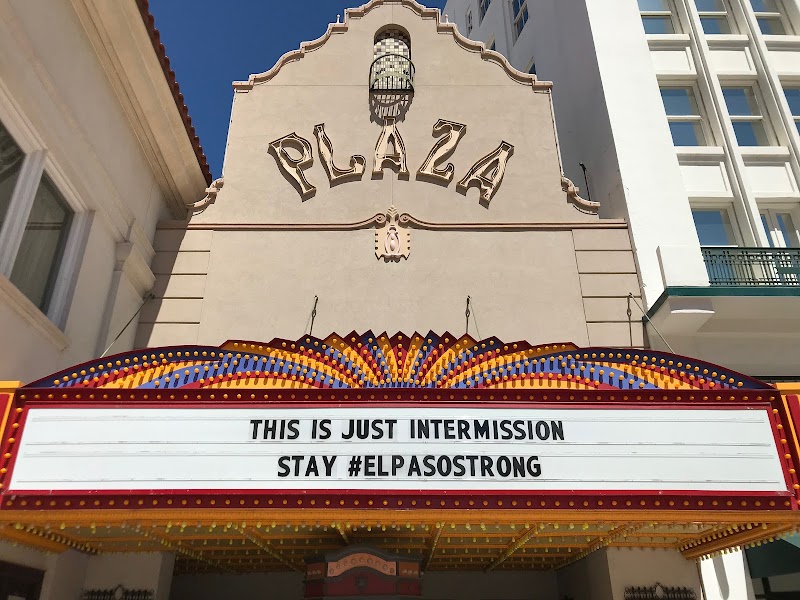 PLAZA
THIS IS JUST INTERMISSION
STAY #ELPASOSTRONG